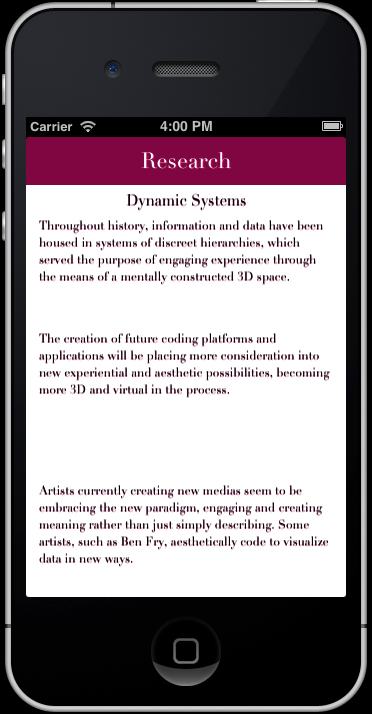 Carrier 4:00 PM
Research
Dynamic Systems
Throughout history, information and data have been
housed in systems of discreet hierarchies, which
served the purpose of engaging experience through
the means of a mentally constructed 3D space.
The creation of future coding platforms and
applications will be placing more consideration into
new experiential and aesthetic possibilities, becoming
more 3D and virtual in the process.
Artists currently creating new medias seem to be
embracing the new paradigm, engaging and creating
meaning rather than just simply describing. Some
artists, such as Ben Fry, aesthetically code to visualize
data in new ways.